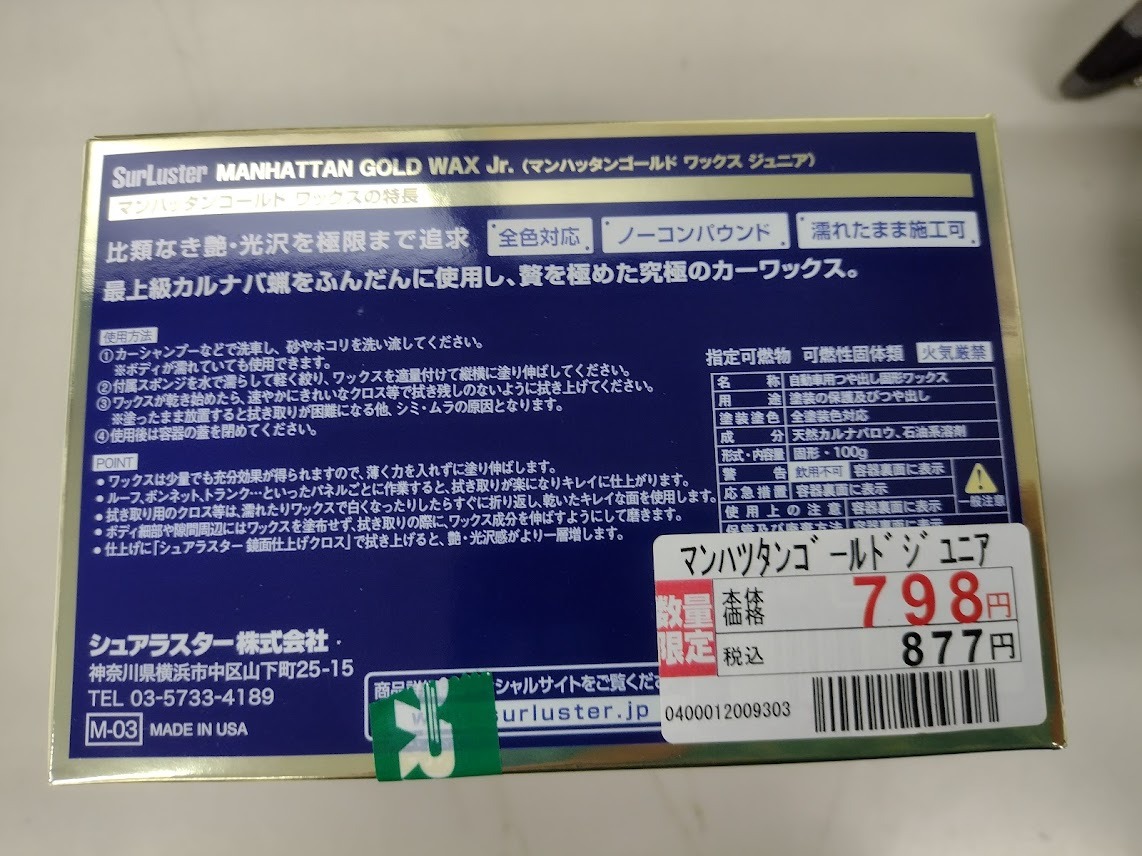 SurLuster MANHATTAN GOLD WAX Jr.（マンハッタンゴールド ワックス ジュニア）
マンハッタンゴールド ワックスの特長
比類なき艶・光沢を極限まで追求 全色対応 ノーコンパウンド 濡れたまま施工可
最上級カルナバ蝋をふんだんに使用し、贅を極めた究極のカーワックス。
使用方法
①カーシャンプーなどで洗車し、砂やホコリを洗い流してください。
※ボディが濡れていても使用できます。
②付属スポンジを水で濡らして軽く絞り、ワックスを適量付けて縦横に塗り伸ばしてください。
③ワックスが乾き始めたら、速やかにきれいなクロス等で拭き残しのないように拭き上げてください。
※塗ったまま放置すると拭き取りが困難になる他、シミ・ムラの原因となります。
④使用後は容器の蓋を閉めてください。
POINT
●ワックスは少量でも充分効果が得られますので、薄く力を入れずに塗り伸ばします。
●ルーフ、ボンネット、トランク…といったパネルごとに作業すると、拭き取りが楽になりキレイに仕上がります。
●拭き取り用のクロス等は、濡れたりワックスで白くなったりしたらすぐに折り返し、乾いたキレイな面を使用します。
●ボディ細部や隙間周辺にはワックスを塗布せず、拭き取りの際に、ワックス成分を伸ばすようにして磨きます。
●仕上げに「シュアラスター 鏡面仕上げクロス」で拭き上げると、艶・光沢感がより一層増します。
指定可燃物 可燃性固体類 火気厳禁
名称 自動車用つや出し固形ワックス
用途 塗装の保護及びつや出し
塗装塗色 全塗装色対応
成分 天然カルナバロウ、石油系溶剤
形式・内容量 固形・100g
警告 飲用不可 容器裏面に表示
応急措置 容器裏面に表示
使用上の注意 容器裏面に表示
保管及び廃棄方法 容器裏面に表示
一般注意
シュアラスター株式会社
神奈川県横浜市中区山下町25-15
TEL 03-5733-4189
M-03 MADE IN USA
商品詳
シャルサイトをご覧くださ
surluster.jp
マンハツタンゴールドジユニア
数量限定
本体価格 798円
税込 877円
0400012009303